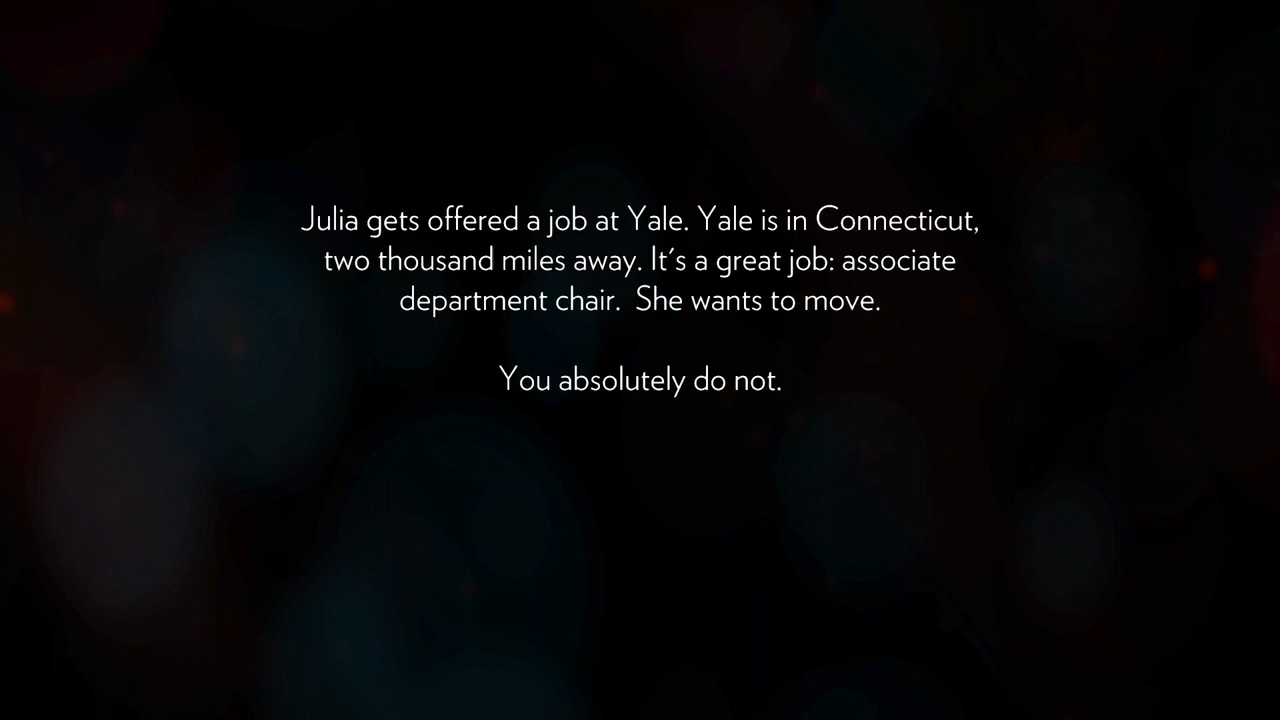 Julia gets offered a job at Yale. Yale is in Connecticut,
two thousand miles away. It's a great job: associate
department chair.  She wants to move.
You absolutely do not.